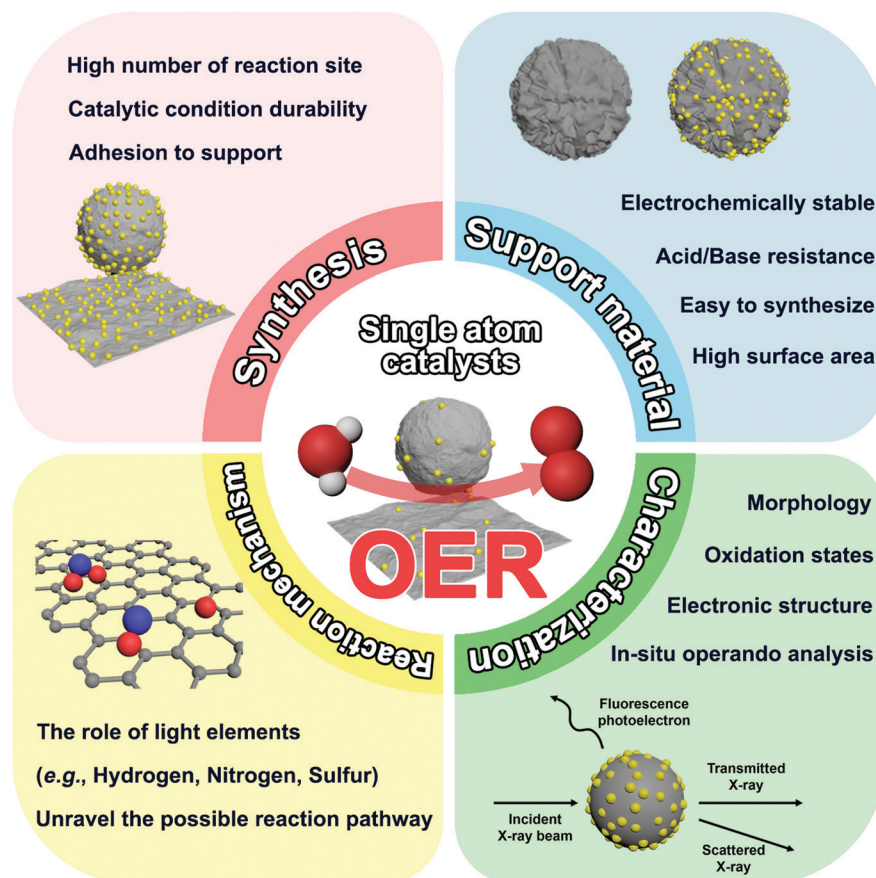 High number of reaction site
Catalytic condition durability
Adhesion to support
Synthesis
Electrochemically stable
Acid/Base resistance
Easy to synthesize
High surface area
Support material
Single atom
catalysts
OER
Reaction mechanism
The role of light elements
(e.g., Hydrogen, Nitrogen, Sulfur)
Unravel the possible reaction pathway
Characterization
Morphology
Oxidation states
Electronic structure
In-situ operando analysis
Fluorescence
photoelectron
Incident
X-ray beam
Transmitted
X-ray
Scattered
X-ray